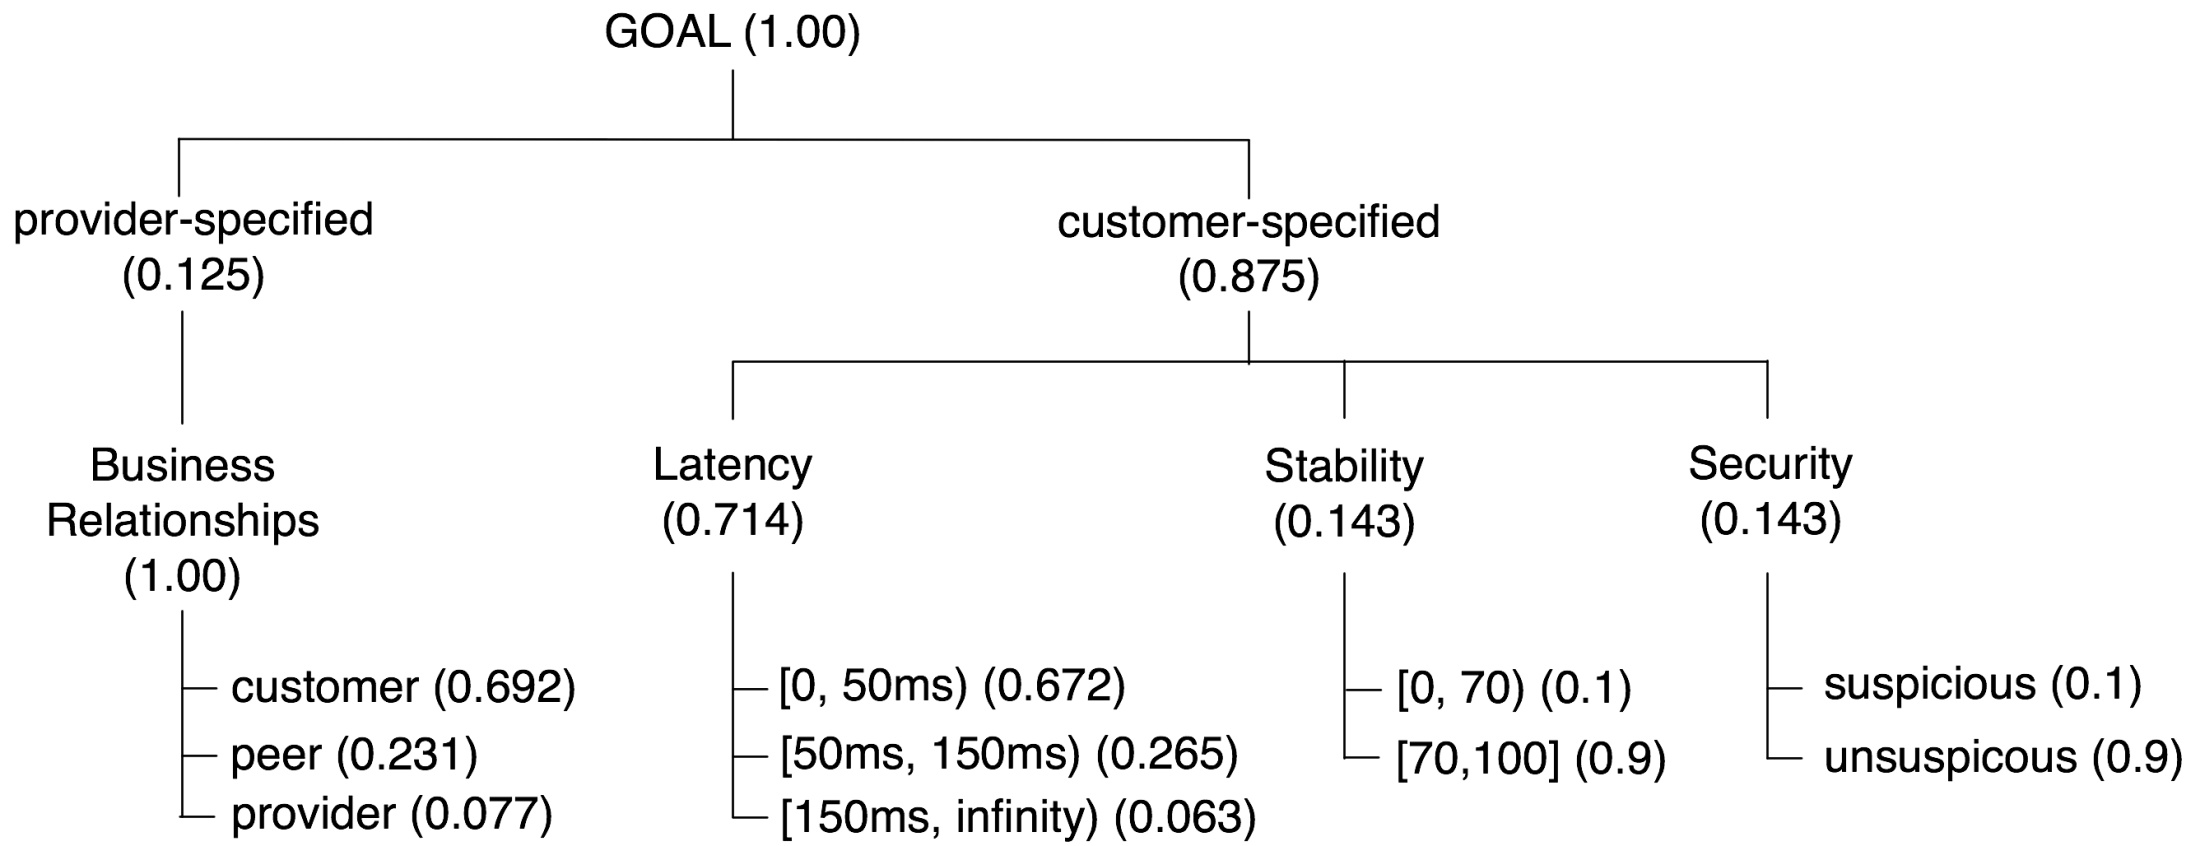 GOAL (1.00)
provider-specified
(0.125)
customer-specified
(0.875)
Business
Relationships
(1.00)
Latency
(0.714)
Stability
(0.143)
Security
(0.143)
customer (0.692)
peer (0.231)
provider (0.077)
[0, 50ms) (0.672)
[50ms, 150ms) (0.265)
[150ms, infinity) (0.063)
[0, 70) (0.1)
[70,100] (0.9)
suspicious (0.1)
unsuspicous (0.9)